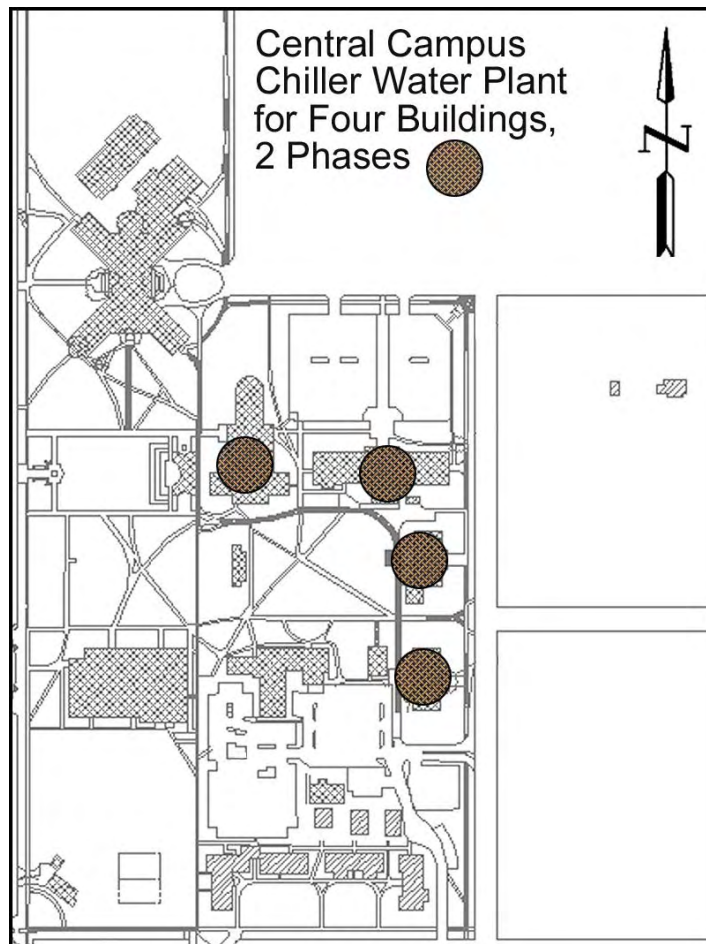 Central Campus
Chiller Water Plant
for Four Buildings,
2 Phases
N